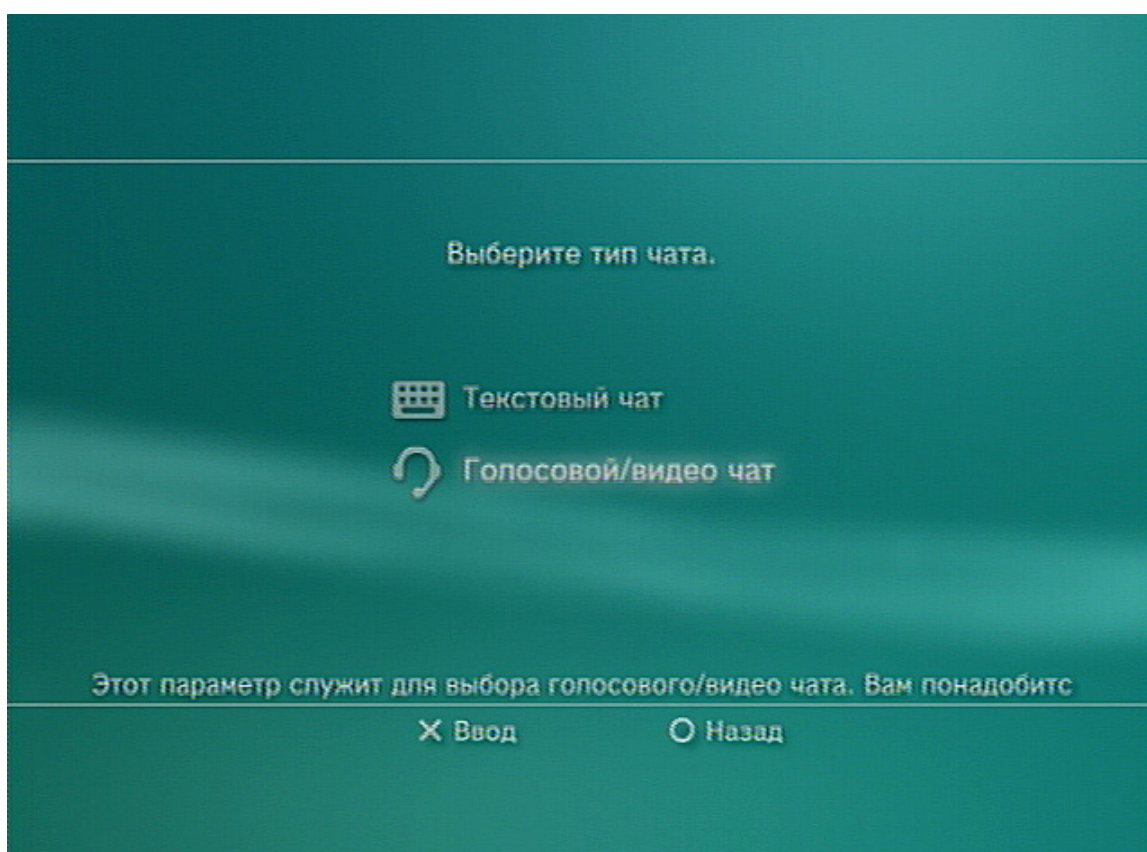 Выберите тип чата.
Текстовый чат
Голосовой/видео чат
Этот параметр служит для выбора голосового/видео чата. Вам понадобитс
Ввод
Назад